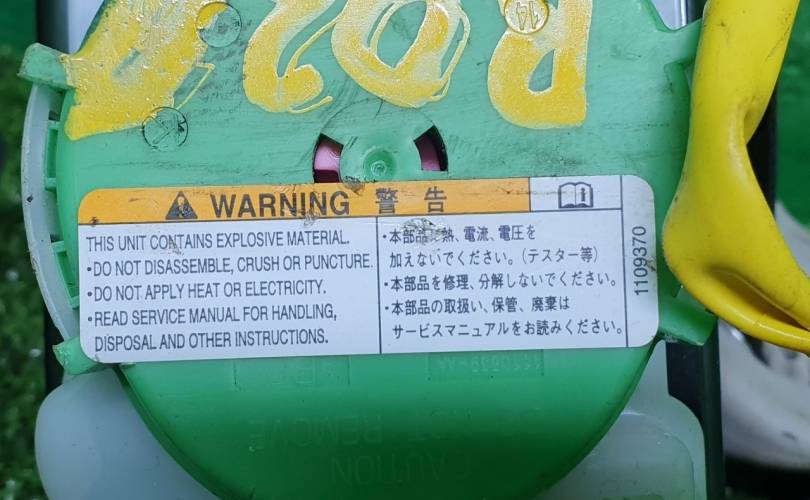 14
WARNING 警告
THIS UNIT CONTAINS EXPLOSIVE MATERIAL.
•DO NOT DISASSEMBLE, CRUSH OR PUNCTURE.
•DO NOT APPLY HEAT OR ELECTRICITY.
•READ SERVICE MANUAL FOR HANDLING,
DISPOSAL AND OTHER INSTRUCTIONS.
・本部品 熱、電流、電圧を
加えないでください。(テスター等)
・本部品を修理、分解しないでください。
・本部品の取扱い、保管、廃棄は
サービスマニュアルをお読みください。
1109370
NOT REMOVE
CAUTION